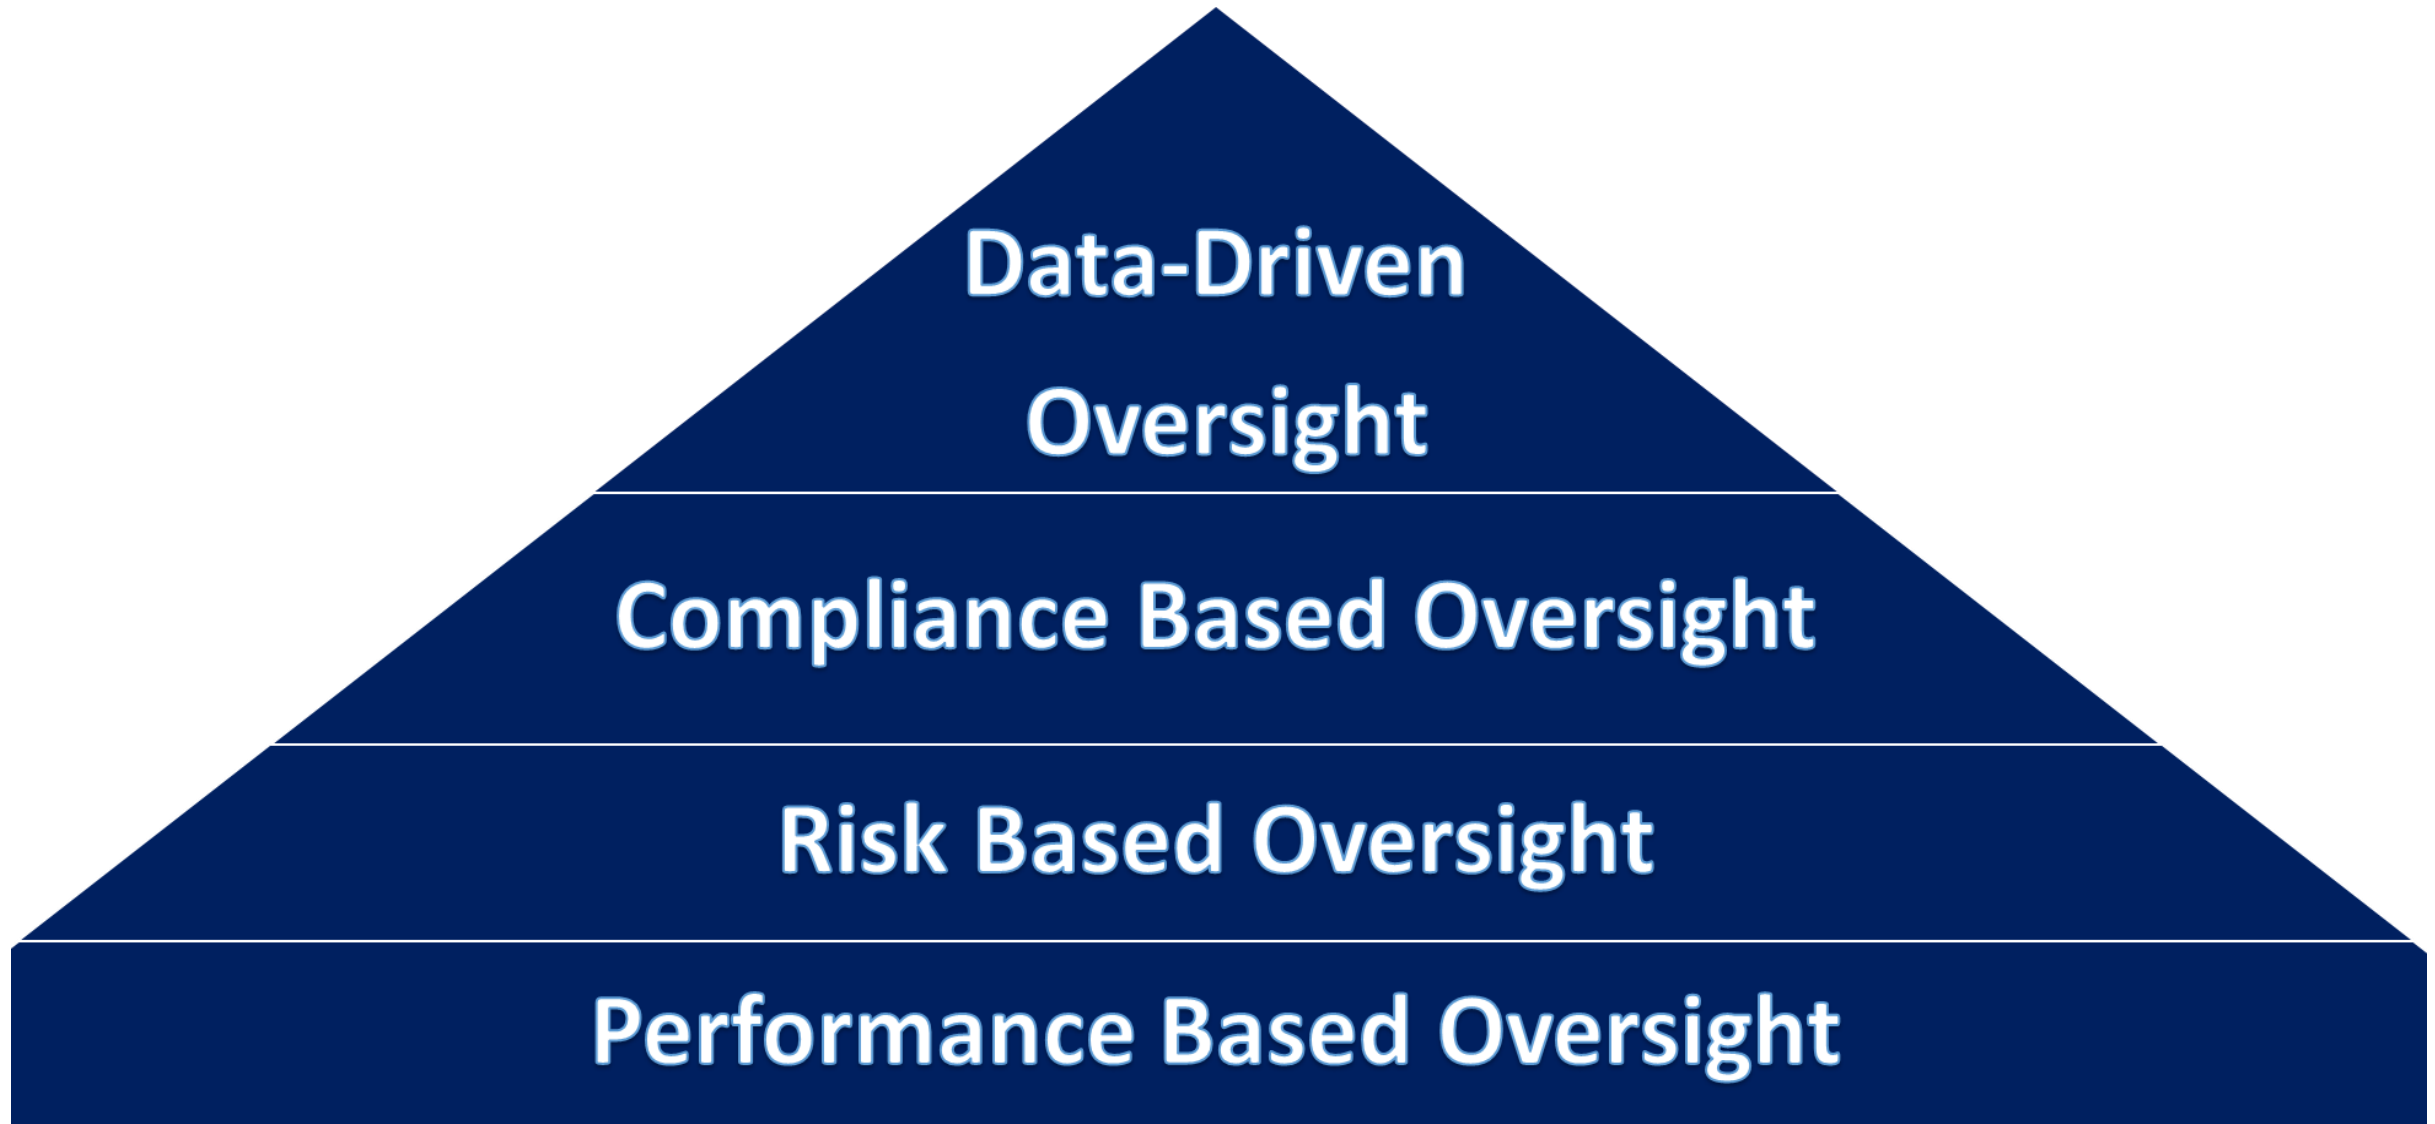 Data-Driven
Oversight
Compliance Based Oversight
Risk Based Oversight
Performance Based Oversight